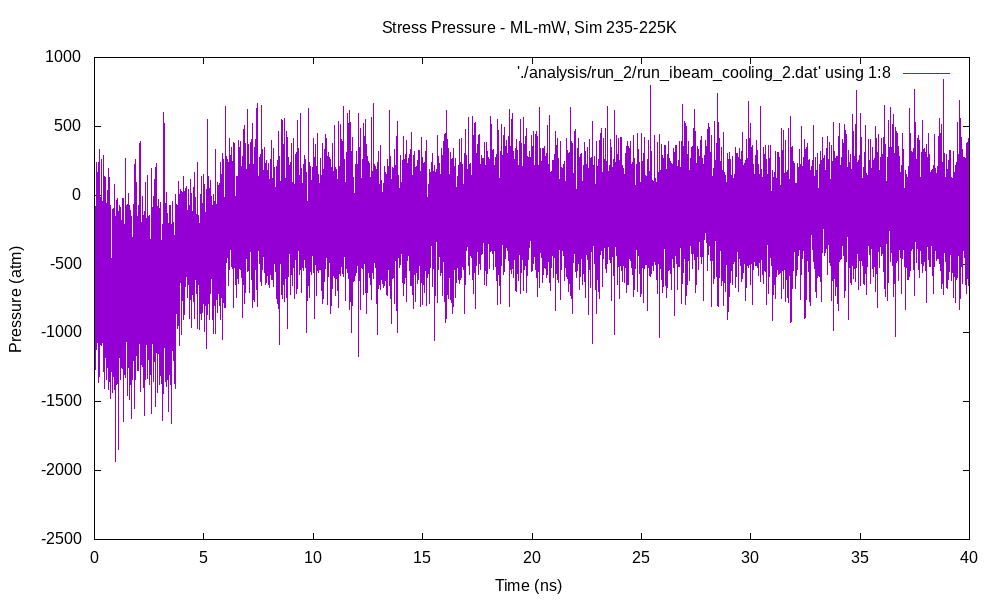 Stress Pressure - ML-mW, Sim 235-225K
'./analysis/run_2/run_ibeam_cooling_2.dat' using 1:8
1000
500
0
-500
-1000
-1500
-2000
-2500
Pressure (atm)
0 5 10 15 20 25 30 35 40
Time (ns)